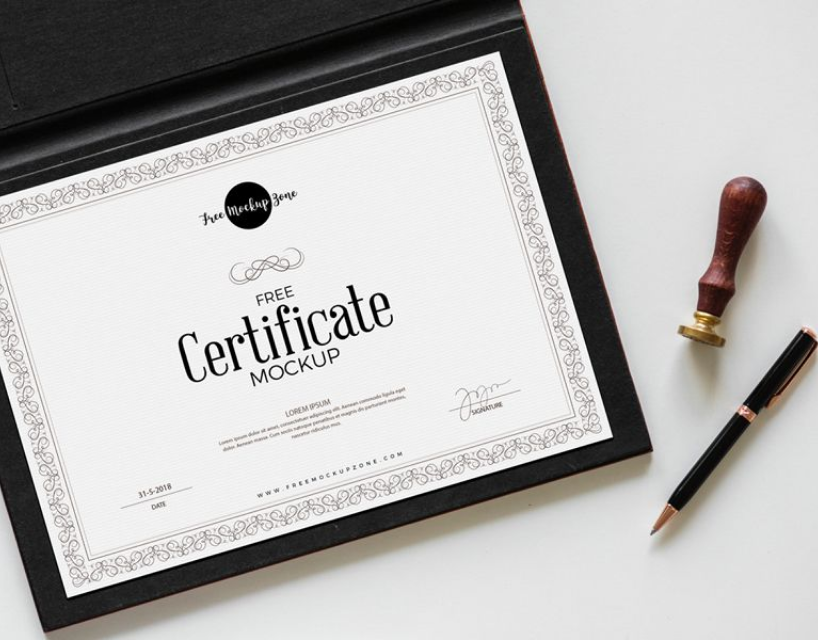 Free Mockup Zone
FREE
Certificate
MOCKUP
LOREM IPSUM
Lorem ipsum dolor sit amet, consectetuer adipiscing elit. Aenean commodo ligula eget
dolor. Aenean massa. Cum sociis natoque penatibus et magnis dis parturient montes,
nascetur ridiculus mus.
SIGNATURE
31-5-2018
DATE
WWW.FREEMOCKUPZONE.COM